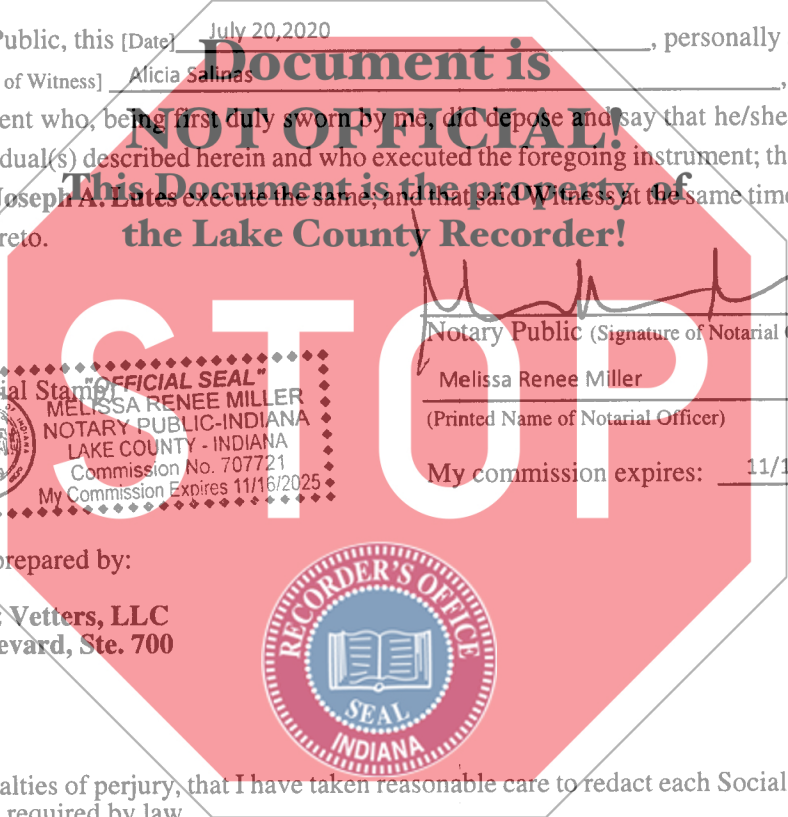 Public, this [Date] July 20,2020, personally
of Witness] Alicia Salinas,
Document is
ent who, being first duly sworn by me, did depose and say that he/she
NOT OFFICIAL!
dual(s) described herein and who executed the foregoing instrument; th
This Document is the property of
Joseph A. Lutes execute the same; and that said Witness at the same time
the Lake County Recorder!
reto.
STOP
Notary Public (Signature of Notarial
ial Stamp]
"OFFICIAL SEAL"
MELISSA RENEE MILLER
NOTARY PUBLIC-INDIANA
LAKE COUNTY - INDIANA
Commission No. 707721
My Commission Expires 11/16/2025
Melissa Renee Miller
(Printed Name of Notarial Officer)
My commission expires: 11/1
prepared by:
Vetters, LLC
evard, Ste. 700
RECORDER'S OFFICE
SEAL
INDIANA
alties of perjury, that I have taken reasonable care to redact each Social
required by law